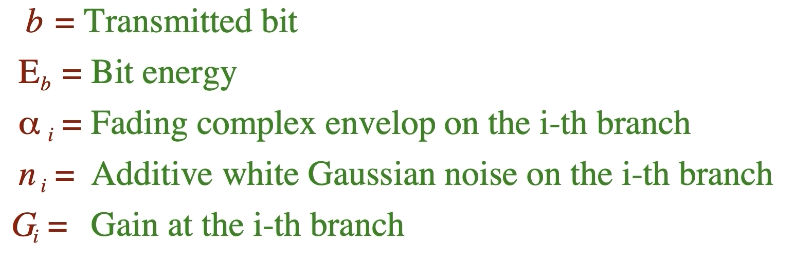 b = Transmitted bit
E_b = Bit energy
α_i = Fading complex envelop on the i-th branch
n_i = Additive white Gaussian noise on the i-th branch
G_i = Gain at the i-th branch